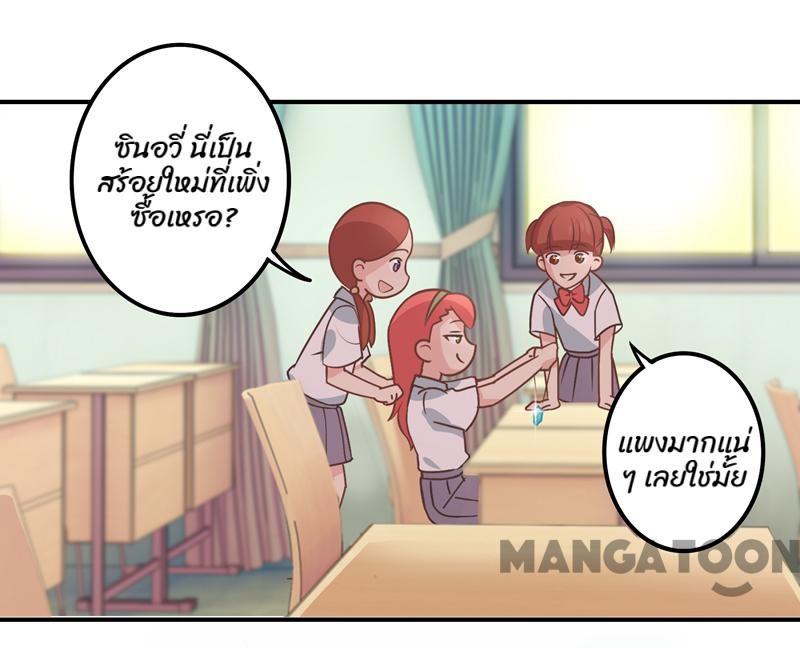 ซินอวี่ นี่เป็น
สร้อยใหม่ที่เพิ่ง
ซื้อเหรอ?
แพงมากแน่
ๆ เลยใช่มั้ย
MANGATOON